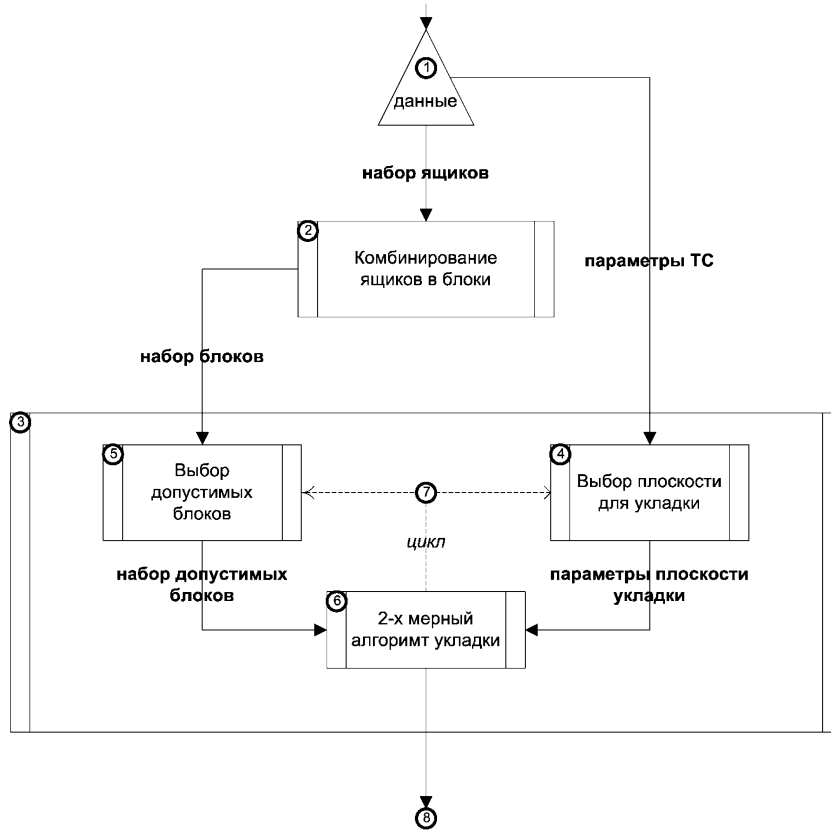 1
данные
набор ящиков
2
Комбинирование
ящиков в блоки
параметры ТС
набор блоков
3
5
Выбор
допустимых
блоков
7
4
Выбор плоскости
для укладки
цикл
набор допустимых
блоков
параметры плоскости
укладки
6
2-х мерный
алгоримт укладки
8